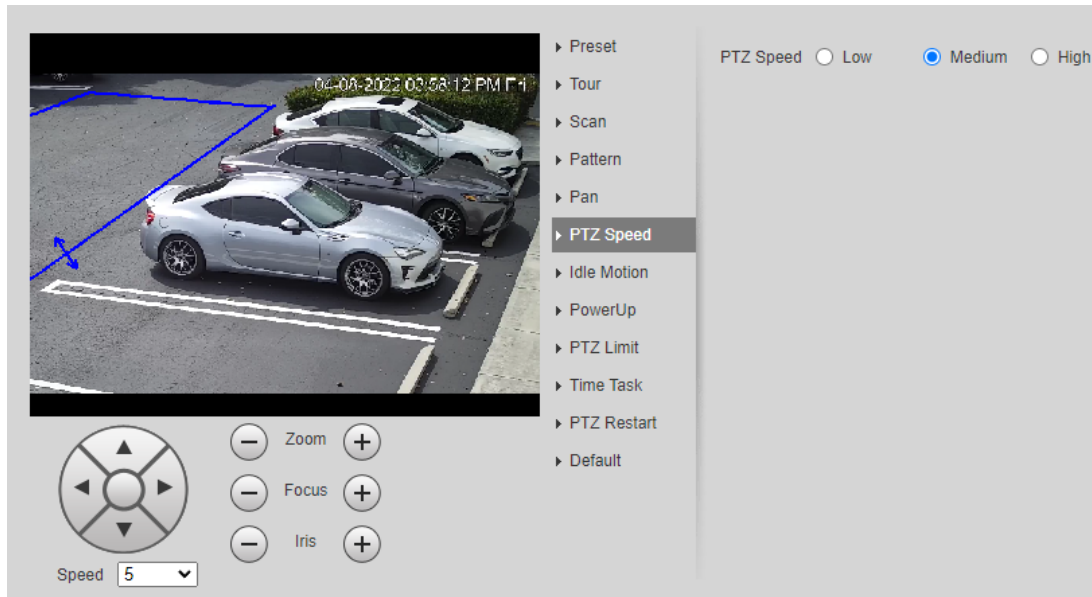 04-08-2022 03:58:12 PM Fri
Preset
Tour
Scan
Pattern
Pan
PTZ Speed
Idle Motion
PowerUp
PTZ Limit
Time Task
PTZ Restart
Default
PTZ Speed Low Medium High
Zoom
Focus
Iris
Speed 5